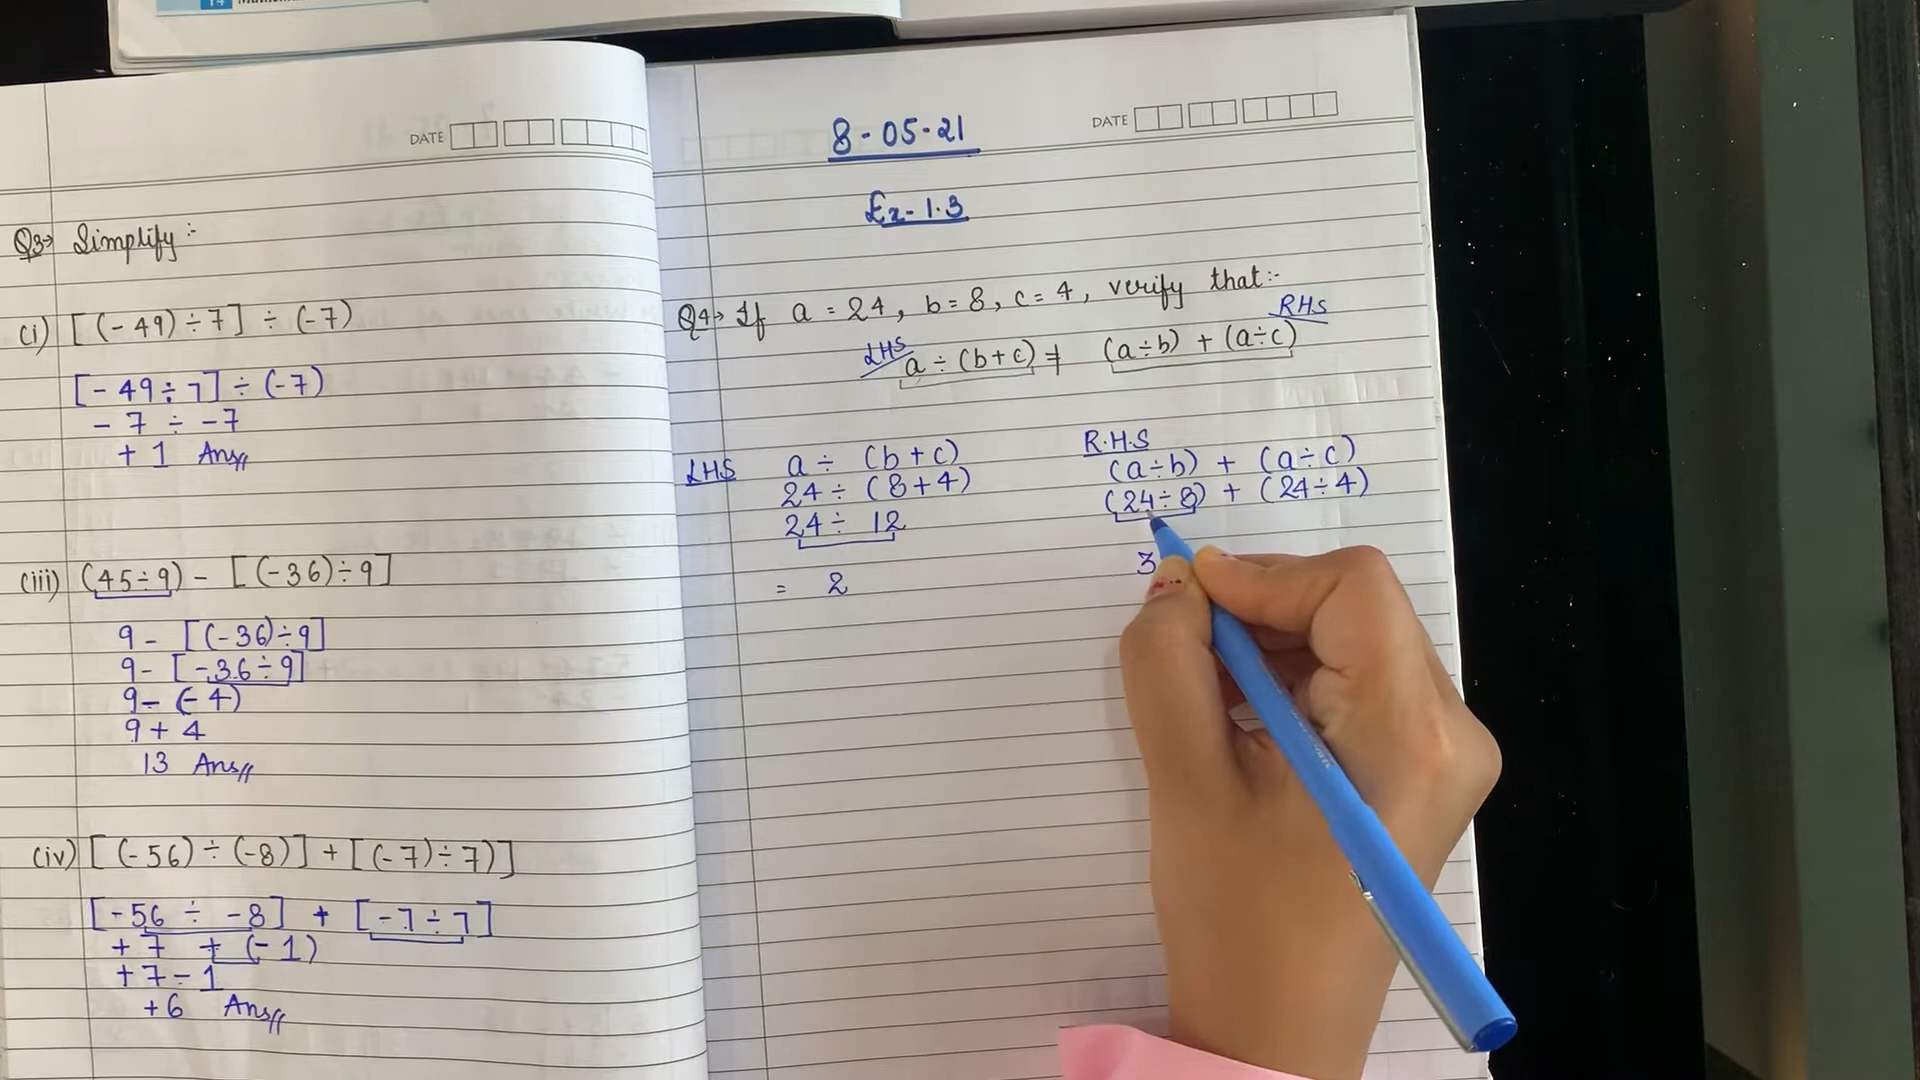 14
DATE
Q3→ Simplify :-
(i) [(-49) ÷ 7] ÷ (-7)
[-49 ÷ 7] ÷ (-7)
-7 ÷ -7
+1 Ans//
(iii) (45÷9) - [(-36) ÷ 9]
9 - [(-36) ÷ 9]
9 - [-36 ÷ 9]
9 - (-4)
9 + 4
13 Ans//
(iv) [(-56) ÷ (-8)] + [(-7) ÷ 7)]
[-56 ÷ -8] + [-7 ÷ 7]
+7 + (-1)
+7 - 1
+6 Ans//
8-05-21
DATE
Ex-1.3
Q4→ If a = 24, b = 8, c = 4, verify that:-
LHS RHS
a ÷ (b+c) ≠ (a÷b) + (a÷c)
LHS a ÷ (b+c)
24 ÷ (8+4)
24 ÷ 12
= 2
R.H.S
(a÷b) + (a÷c)
(24÷8) + (24÷4)
3